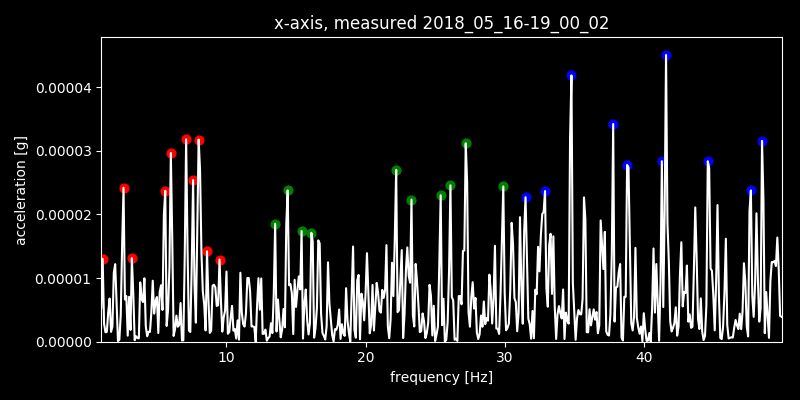 x-axis, measured 2018_05_16-19_00_02
acceleration [g]
0.00004
0.00003
0.00002
0.00001
0.00000
10 20 30 40
frequency [Hz]